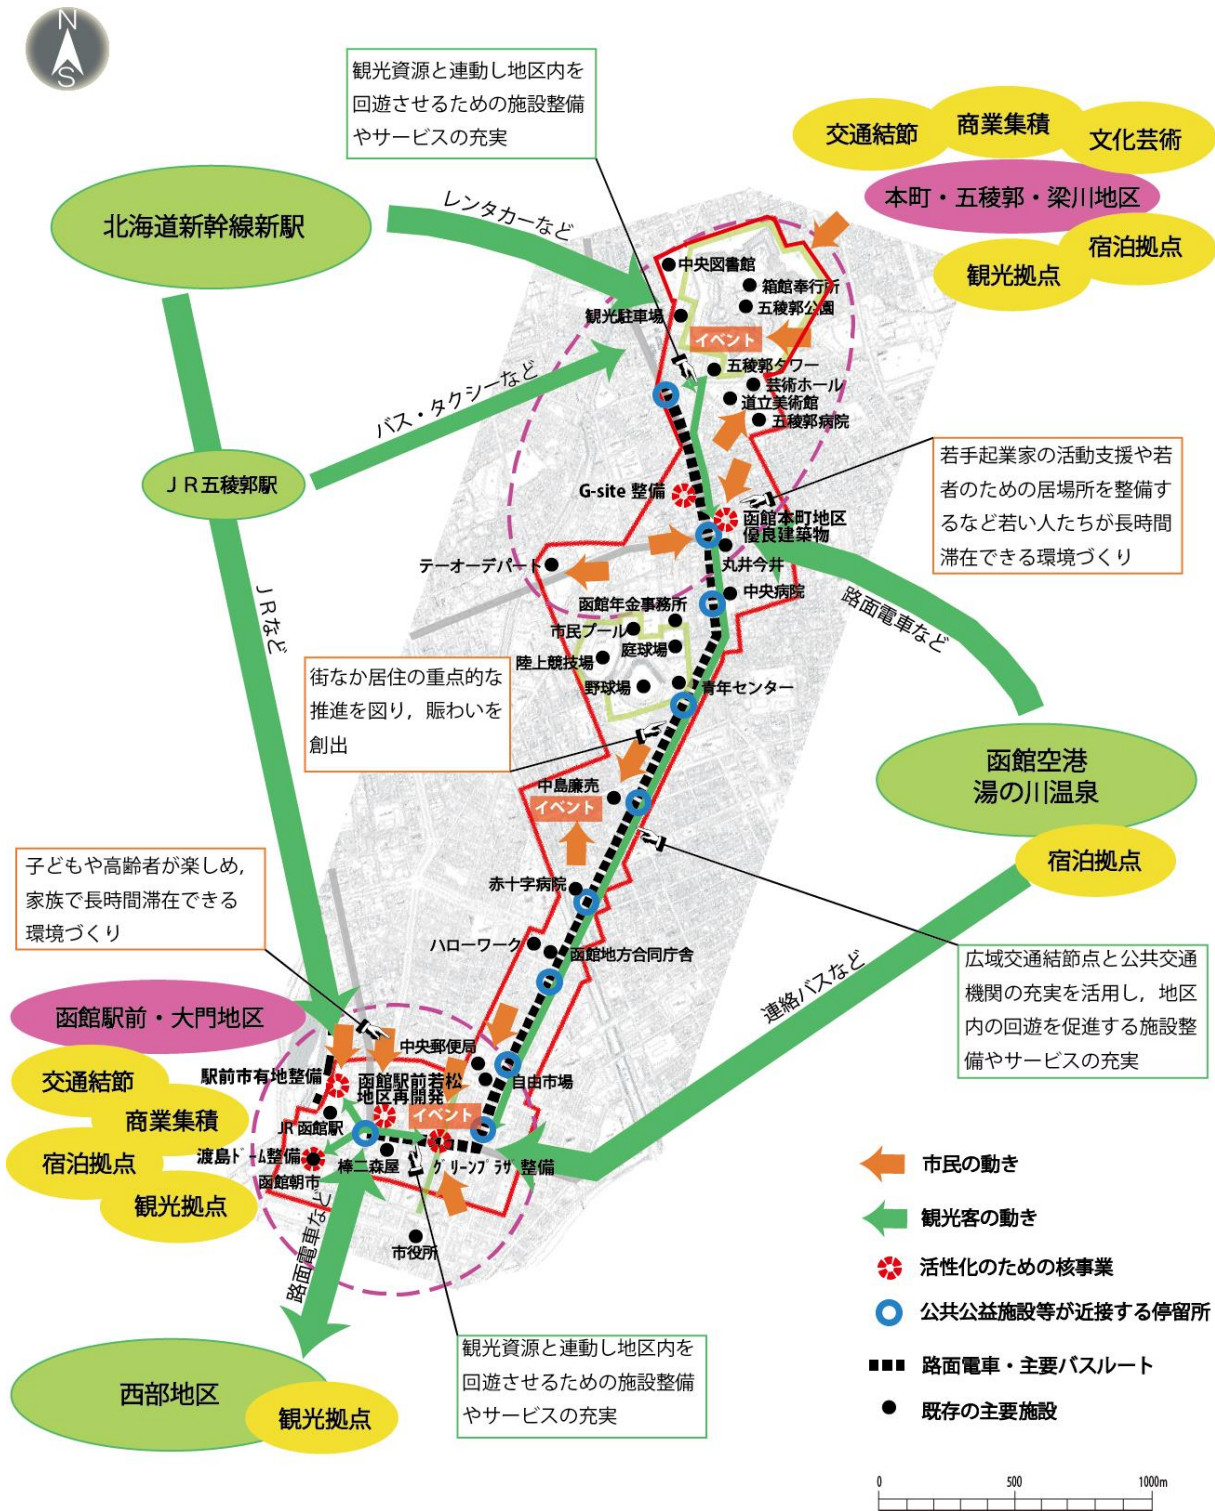 N
S
観光資源と連動し地区内を
回遊させるための施設整備
やサービスの充実
交通結節
商業集積
文化芸術
本町・五稜郭・梁川地区
観光拠点
宿泊拠点
北海道新幹線新駅
レンタカーなど
中央図書館
箱館奉行所
五稜郭公園
観光駐車場
イベント
五稜郭タワー
芸術ホール
道立美術館
五稜郭病院
バス・タクシーなど
JR五稜郭駅
若手起業家の活動支援や若
者のための居場所を整備す
るなど若い人たちが長時間
滞在できる環境づくり
G-site 整備
函館本町地区
優良建築物
丸井今井
テーオーデパート
中央病院
路面電車など
函館年金事務所
市民プール
庭球場
陸上競技場
野球場
青年センター
JRなど
街なか居住の重点的な
推進を図り，賑わいを
創出
函館空港
湯の川温泉
宿泊拠点
中島廉売
イベント
子どもや高齢者が楽しめ，
家族で長時間滞在できる
環境づくり
赤十字病院
ハローワーク
函館地方合同庁舎
連絡バスなど
広域交通結節点と公共交通
機関の充実を活用し，地区
内の回遊を促進する施設整
備やサービスの充実
函館駅前・大門地区
交通結節
商業集積
宿泊拠点
観光拠点
中央郵便局
自由市場
駅前市有地整備
函館駅前若松
地区再開発
イベント
JR函館駅
渡島ドーム整備
函館朝市
棒二森屋
グリーンプラザ整備
市役所
路面電車など
西部地区
観光拠点
観光資源と連動し地区内を
回遊させるための施設整備
やサービスの充実
市民の動き
観光客の動き
活性化のための核事業
公共公益施設等が近接する停留所
路面電車・主要バスルート
既存の主要施設
0 500 1000m